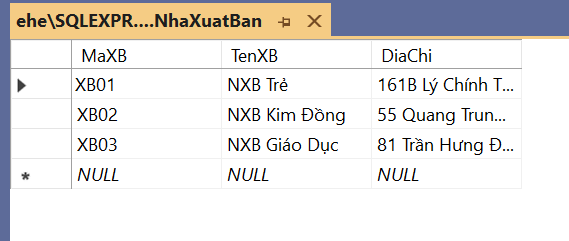 ehe\SQLEXPR....NhaXuatBan
MaXB TenXB DiaChi
XB01 NXB Trẻ 161B Lý Chính T...
XB02 NXB Kim Đồng 55 Quang Trun...
XB03 NXB Giáo Dục 81 Trần Hưng Đ...
NULL NULL NULL